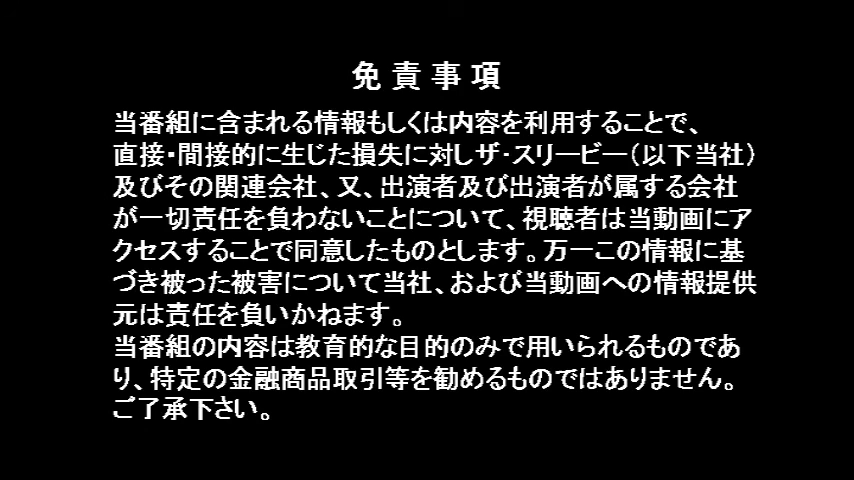 免責事項
当番組に含まれる情報もしくは内容を利用することで、
直接・間接的に生じた損失に対しザ・スリービー（以下当社）
及びその関連会社、又、出演者及び出演者が属する会社
が一切責任を負わないことについて、視聴者は当動画にア
クセスすることで同意したものとします。万一この情報に基
づき被った被害について当社、および当動画への情報提供
元は責任を負いかねます。
当番組の内容は教育的な目的のみで用いられるものであ
り、特定の金融商品取引等を勧めるものではありません。
ご了承下さい。